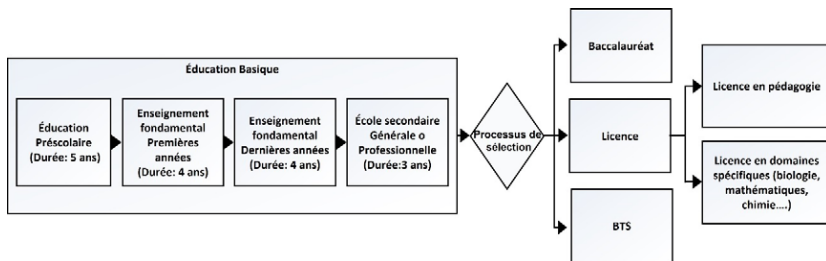 Éducation Basique
Éducation
Préscolaire
(Durée: 5 ans)
Enseignement
fondamental
Premières
années
(Durée: 4 ans)
Enseignement
fondamental
Dernières années
(Durée: 4 ans)
École secondaire
Générale o
Professionnelle
(Durée:3 ans)
Processus de
sélection
Baccalauréat
Licence
BTS
Licence en pédagogie
Licence en domaines
spécifiques (biologie,
mathématiques,
chimie....)